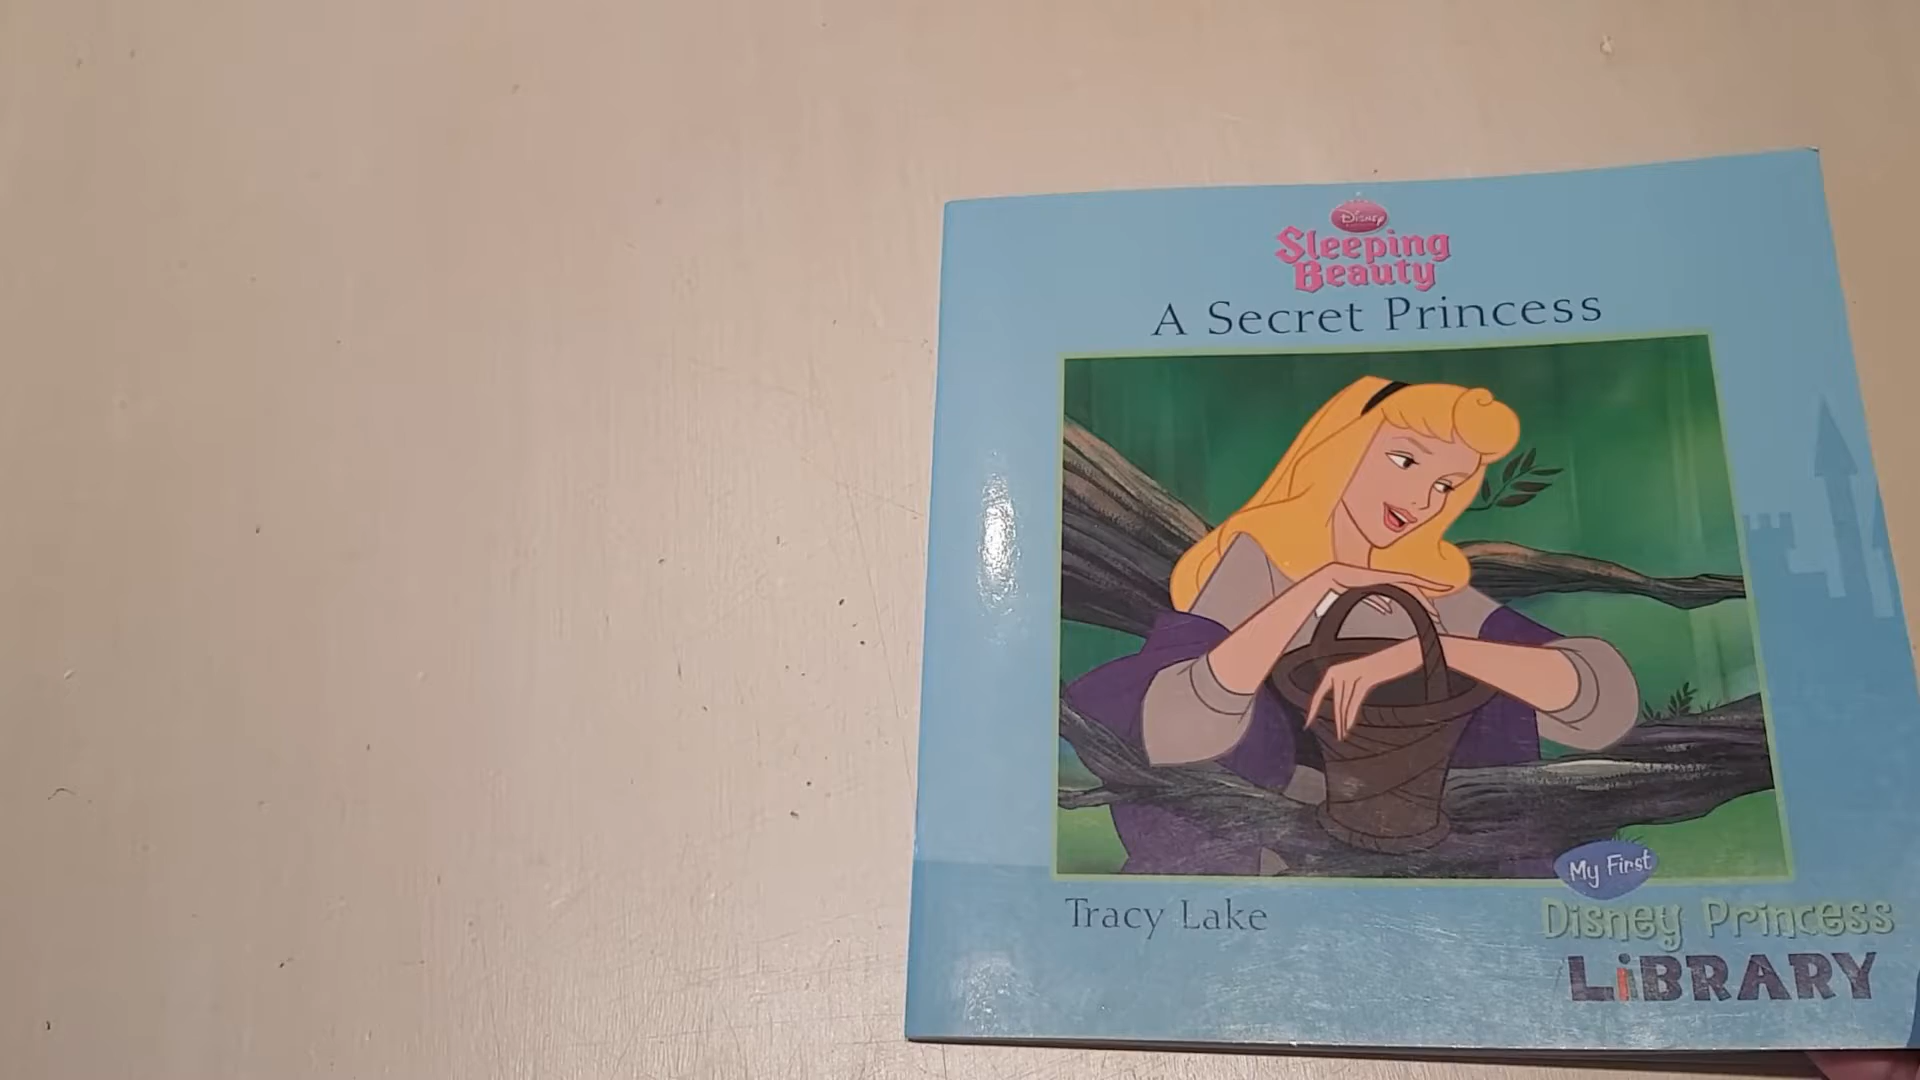 Disney
Sleeping
Beauty
A Secret Princess
My First
Tracy Lake
Disney Princess
LiBRARY